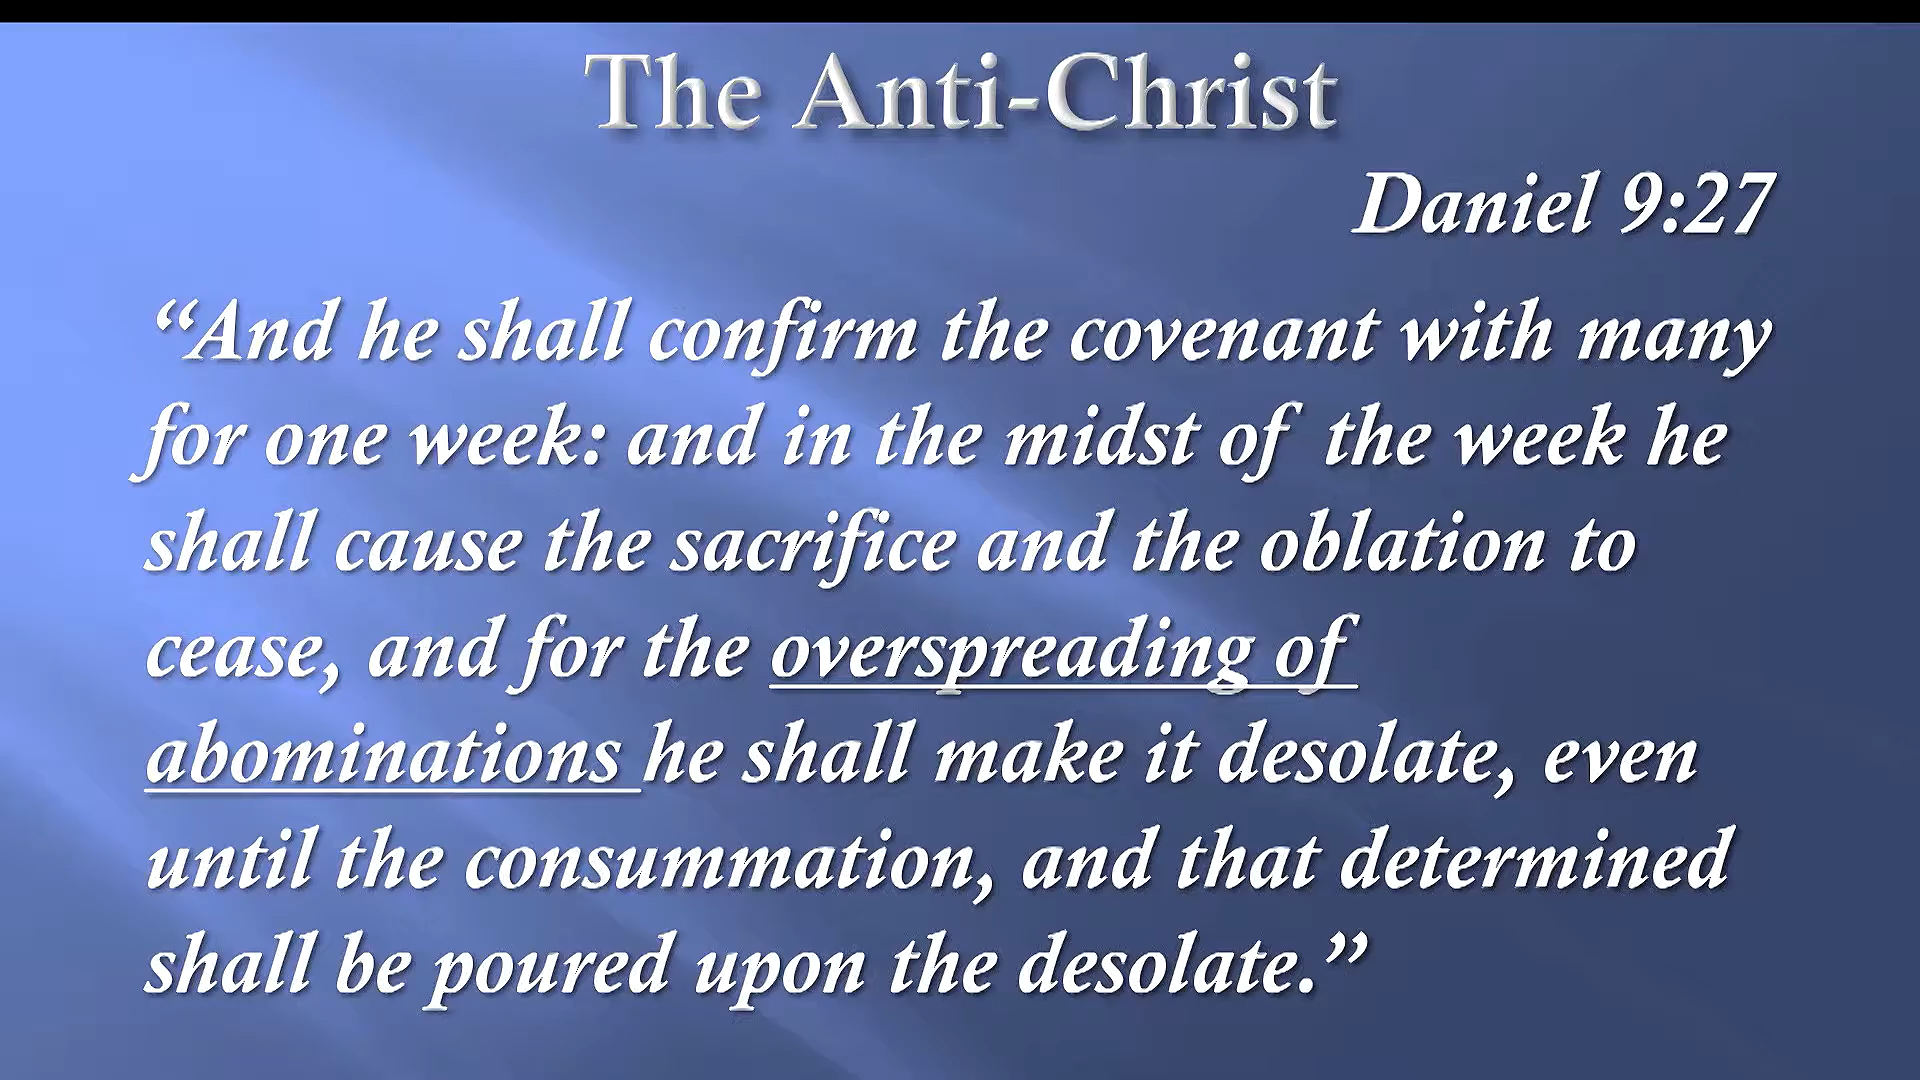 The Anti-Christ
Daniel 9:27
“And he shall confirm the covenant with many
for one week: and in the midst of the week he
shall cause the sacrifice and the oblation to
cease, and for the overspreading of
abominations he shall make it desolate, even
until the consummation, and that determined
shall be poured upon the desolate.”